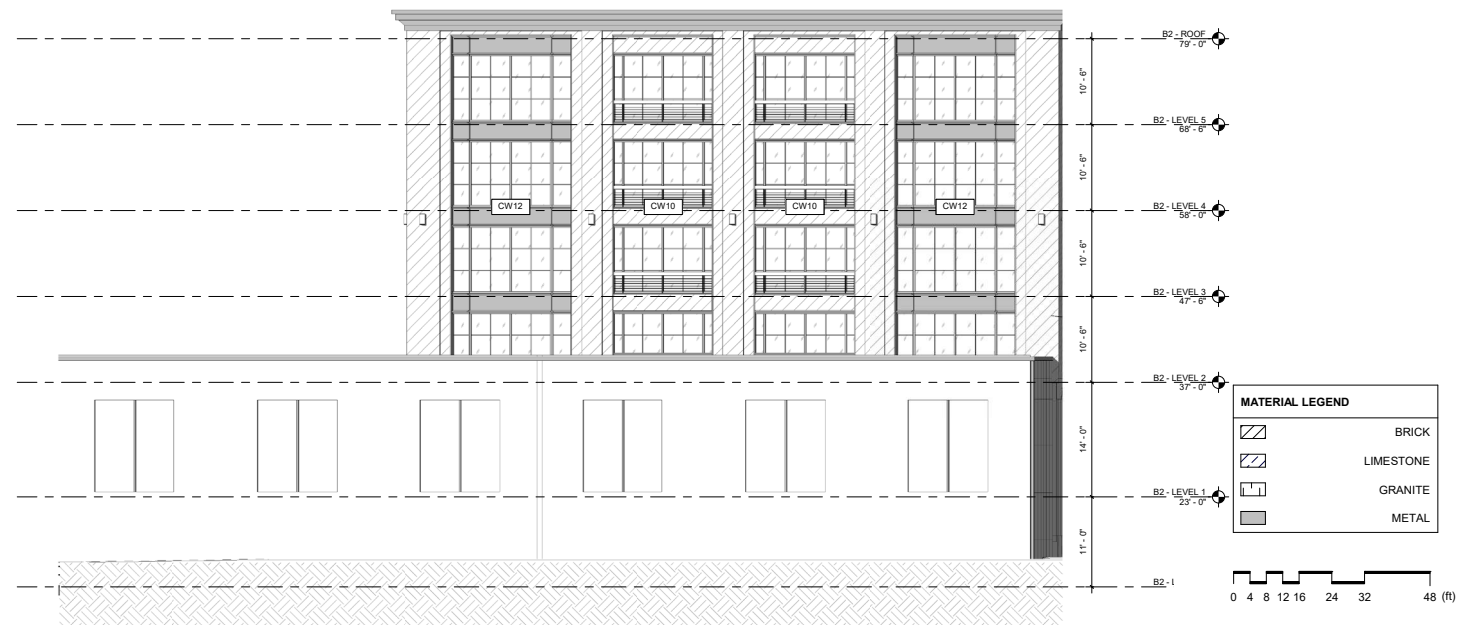 B2 - ROOF
79' - 0"
10' - 6"
B2 - LEVEL 5
68' - 6"
10' - 6"
CW12
CW10
CW10
CW12
B2 - LEVEL 4
58' - 0"
10' - 6"
B2 - LEVEL 3
47' - 6"
10' - 6"
B2 - LEVEL 2
37' - 0"
14' - 0"
B2 - LEVEL 1
23' - 0"
11' - 0"
B2 - L
MATERIAL LEGEND
BRICK
LIMESTONE
GRANITE
METAL
0 4 8 12 16 24 32 48 (ft)